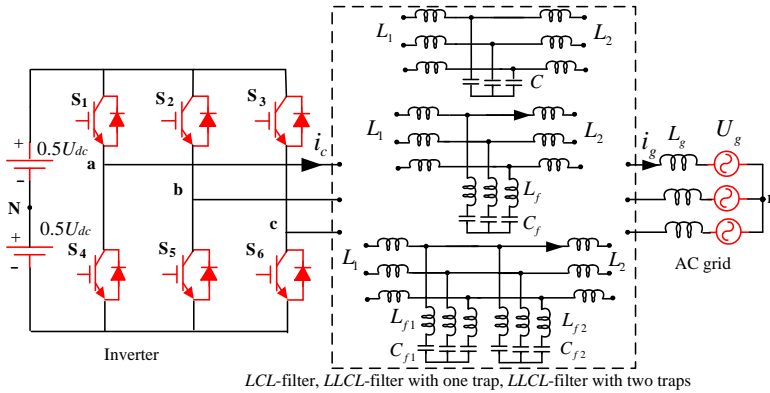 L1
L2
C
S1
S2
S3
L1
L2
+
0.5Udc
-
a
ic
ig
Lg
Ug
b
Lf
n
N
+
0.5Udc
-
c
Cf
S4
S5
S6
L1
L2
AC grid
Lf1
Lf2
Cf1
Cf2
Inverter
LCL-filter, LLCL-filter with one trap, LLCL-filter with two traps